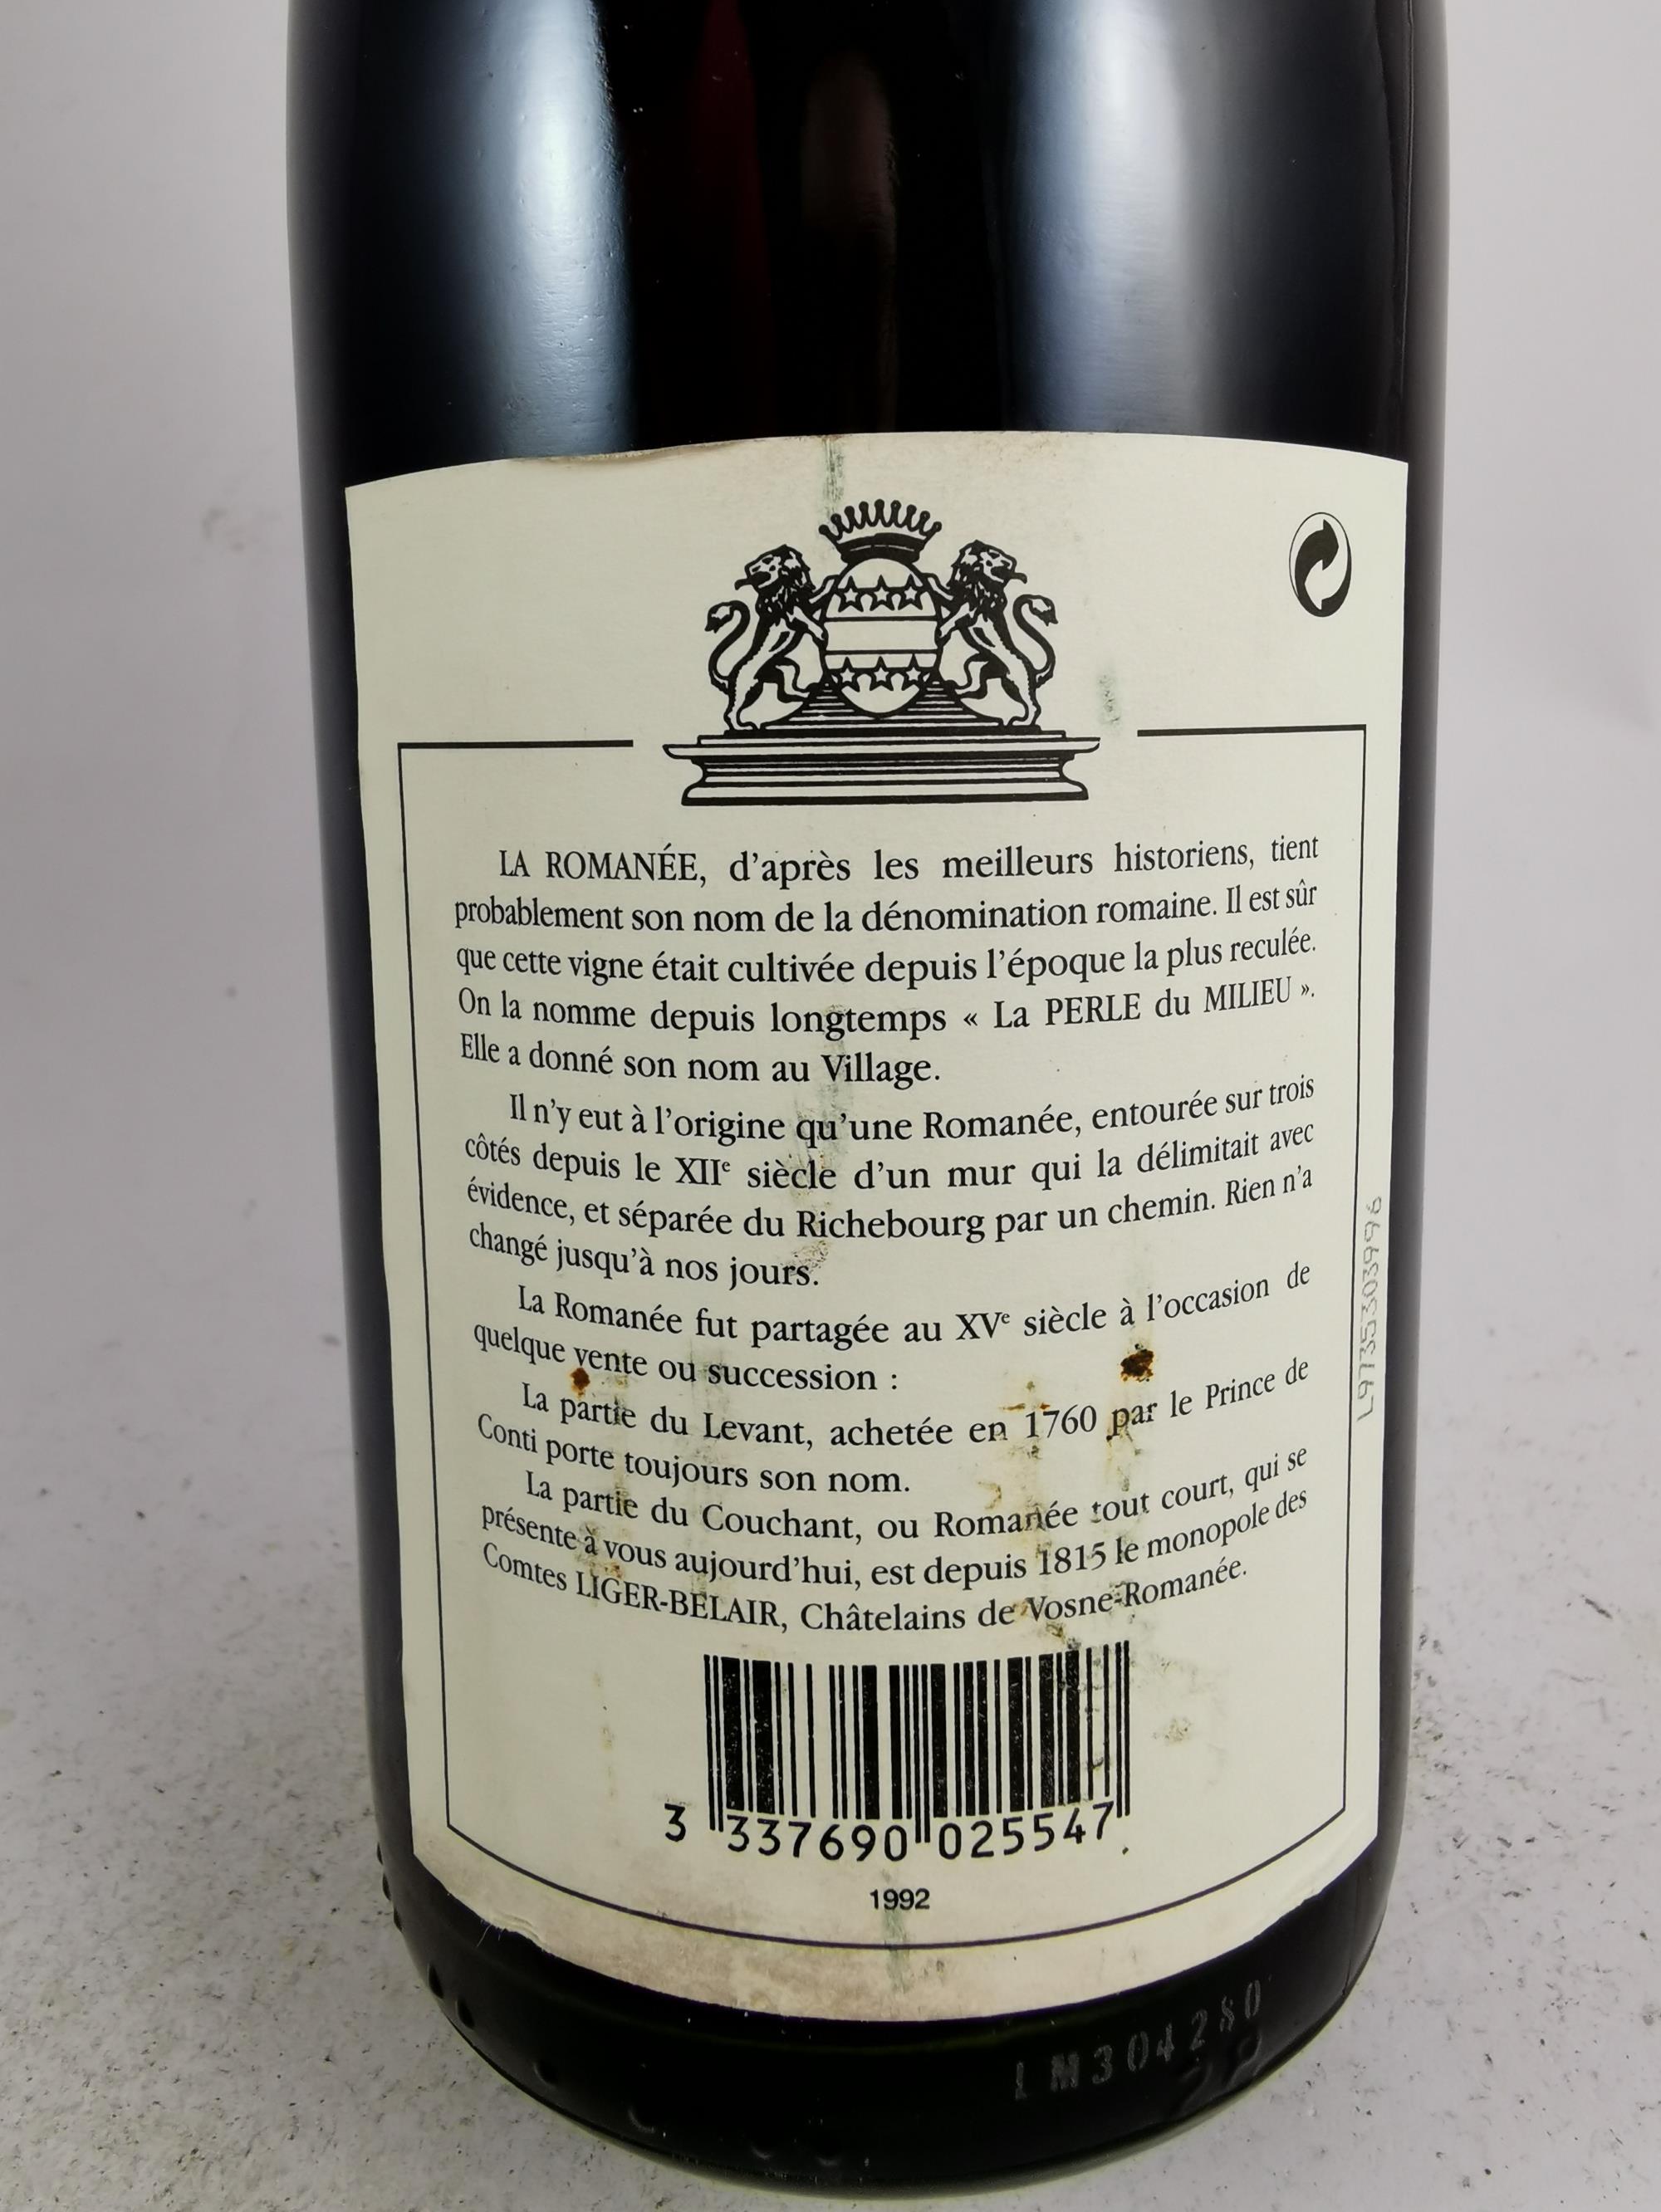 LA ROMANÉE, d'après les meilleurs historiens, tient
probablement son nom de la dénomination romaine. Il est sûr
que cette vigne était cultivée depuis l'époque la plus reculée.
On la nomme depuis longtemps « La PERLE du MILIEU ».
Elle a donné son nom au Village.
Il n'y eut à l'origine qu'une Romanée, entourée sur trois
côtés depuis le XIIe siècle d'un mur qui la délimitait avec
évidence, et séparée du Richebourg par un chemin. Rien n'a
changé jusqu'à nos jours.
La Romanée fut partagée au XVe siècle à l'occasion de
quelque vente ou succession :
La partie du Levant, achetée en 1760 par le Prince de
Conti porte toujours son nom.
La partie du Couchant, ou Romanée tout court, qui se
présente à vous aujourd'hui, est depuis 1815 le monopole des
Comtes LIGER-BELAIR, Châtelains de Vosne-Romanée.
3 337690 025547
1992
L9735303996
LM304280